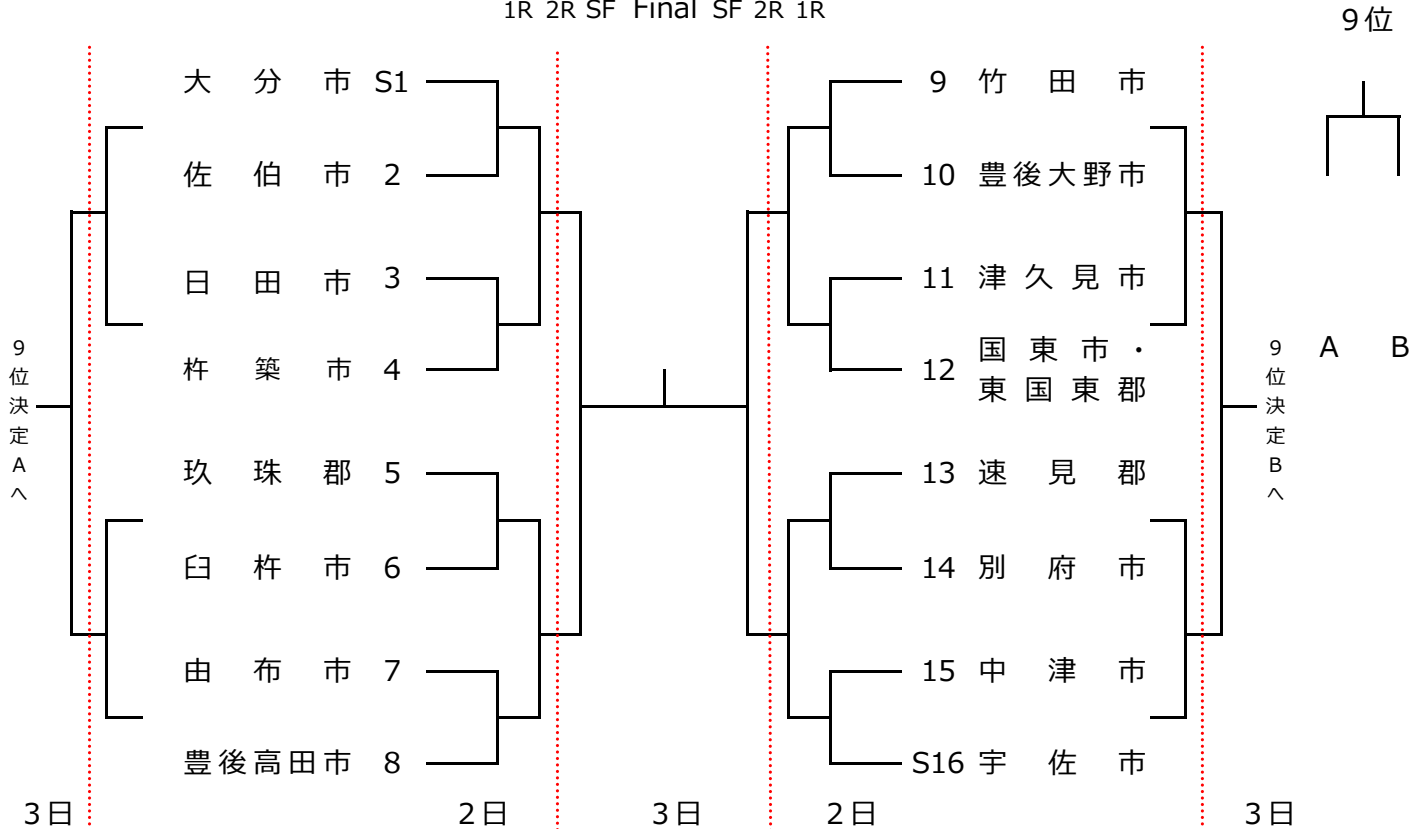 1R 2R SF Final SF 2R 1R
9位
大分市 S1
佐伯市 2
日田市 3
杵築市 4
玖珠郡 5
臼杵市 6
由布市 7
豊後高田市 8
9 竹田市
10 豊後大野市
11 津久見市
12 国東市・
東国東郡
13 速見郡
14 別府市
15 中津市
S16 宇佐市
9位決定Aへ
9位決定Bへ
A B
3日 2日 3日 2日 3日